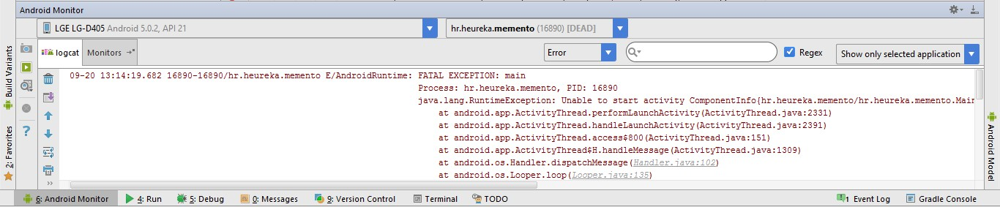 Android Monitor
LGE LG-D405 Android 5.0.2, API 21 hr.heureka.memento (16890) [DEAD]
logcat Monitors Error Regex Show only selected application
09-20 13:14:19.682 16890-16890/hr.heureka.memento E/AndroidRuntime: FATAL EXCEPTION: main
Process: hr.heureka.memento, PID: 16890
java.lang.RuntimeException: Unable to start activity ComponentInfo{hr.heureka.memento/hr.heureka.memento.Main
at android.app.ActivityThread.performLaunchActivity(ActivityThread.java:2331)
at android.app.ActivityThread.handleLaunchActivity(ActivityThread.java:2391)
at android.app.ActivityThread.access$800(ActivityThread.java:151)
at android.app.ActivityThread$H.handleMessage(ActivityThread.java:1309)
at android.os.Handler.dispatchMessage(Handler.java:102)
at android.os.Looper.loop(Looper.java:135)
Build Variants
2: Favorites
Android Model
6: Android Monitor 4: Run 5: Debug 0: Messages 9: Version Control Terminal TODO 1 Event Log Gradle Console